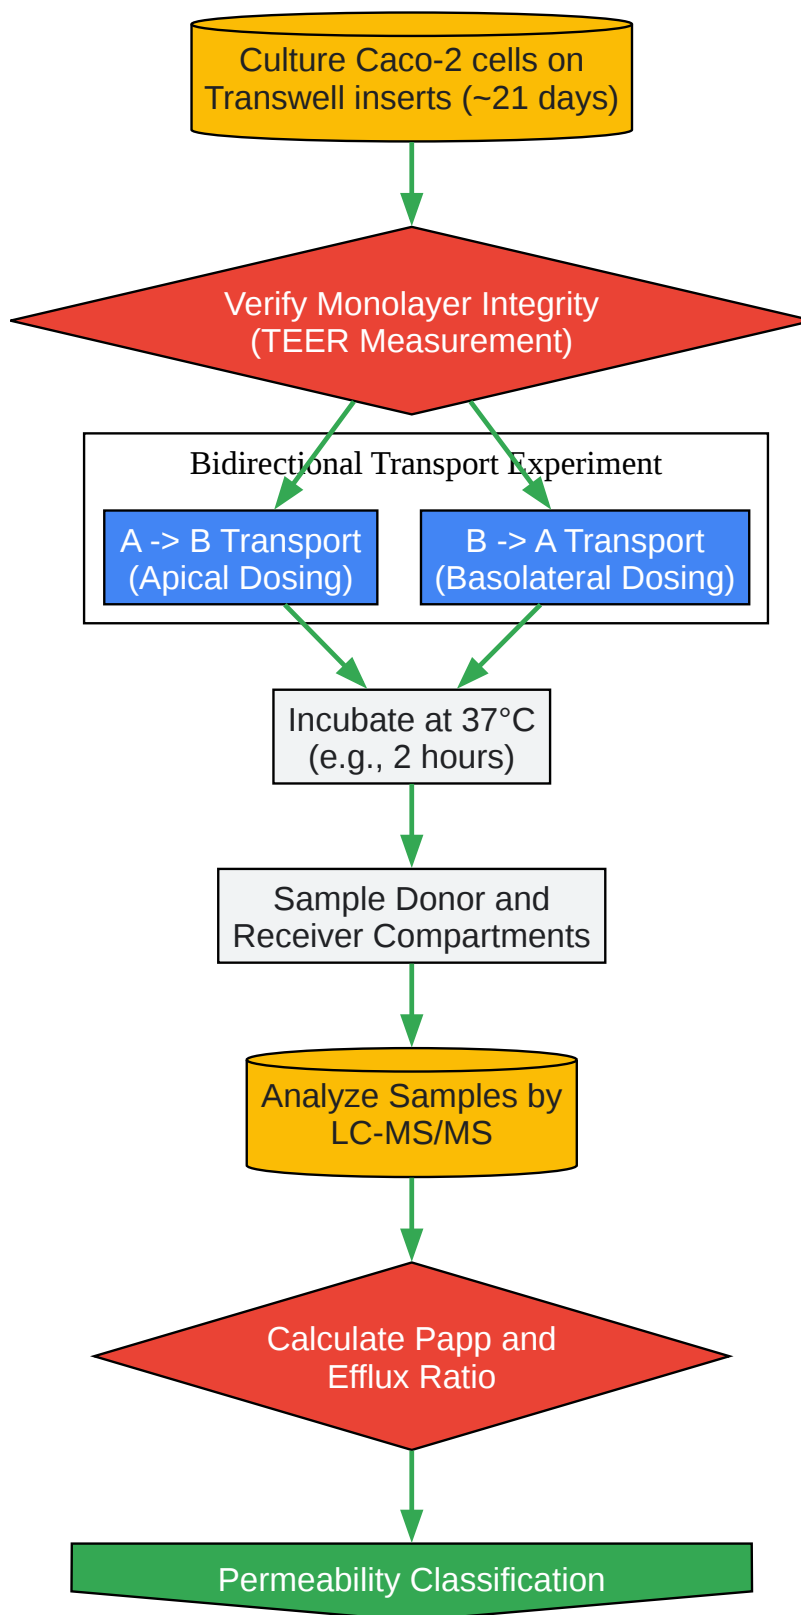 Culture Caco-2 cells on
Transwell inserts (~21 days)
Verify Monolayer Integrity
(TEER Measurement)
Bidirectional Transport Experiment
A -> B Transport
(Apical Dosing)
B -> A Transport
(Basolateral Dosing)
Incubate at 37°C
(e.g., 2 hours)
Sample Donor and
Receiver Compartments
Analyze Samples by
LC-MS/MS
Calculate Papp and
Efflux Ratio
Permeability Classification